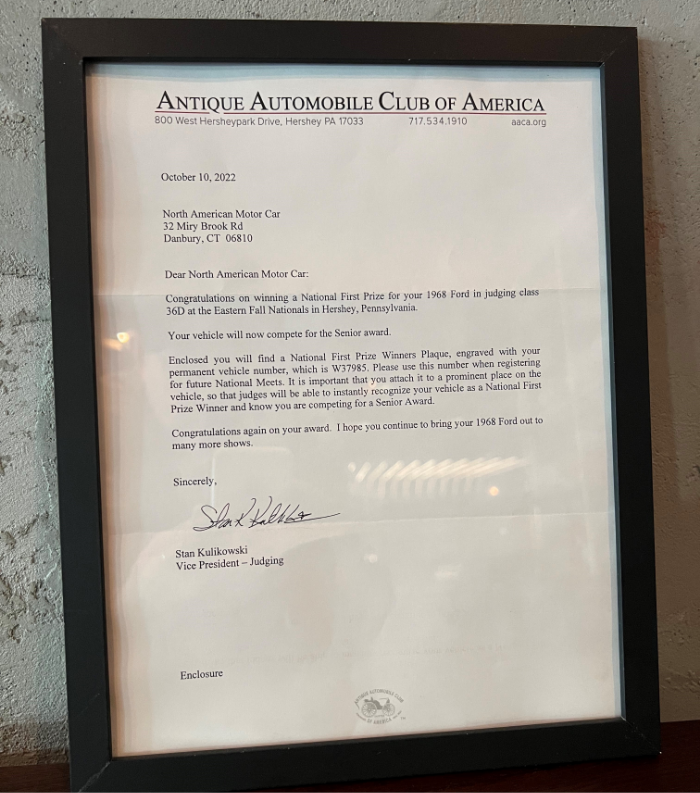 ANTIQUE AUTOMOBILE CLUB OF AMERICA
800 West Hersheypark Drive, Hershey PA 17033 717.534.1910 aaca.org
October 10, 2022
North American Motor Car
32 Miry Brook Rd
Danbury, CT 06810
Dear North American Motor Car:
Congratulations on winning a National First Prize for your 1968 Ford in judging class
36D at the Eastern Fall Nationals in Hershey, Pennsylvania.
Your vehicle will now compete for the Senior award.
Enclosed you will find a National First Prize Winners Plaque, engraved with your
permanent vehicle number, which is W37985. Please use this number when registering
for future National Meets. It is important that you attach it to a prominent place on the
vehicle, so that judges will be able to instantly recognize your vehicle as a National First
Prize Winner and know you are competing for a Senior Award.
Congratulations again on your award. I hope you continue to bring your 1968 Ford out to
many more shows.
Sincerely,
Stan Kulikowski
Vice President – Judging
Enclosure
ANTIQUE AUTOMOBILE CLUB
OF AMERICA